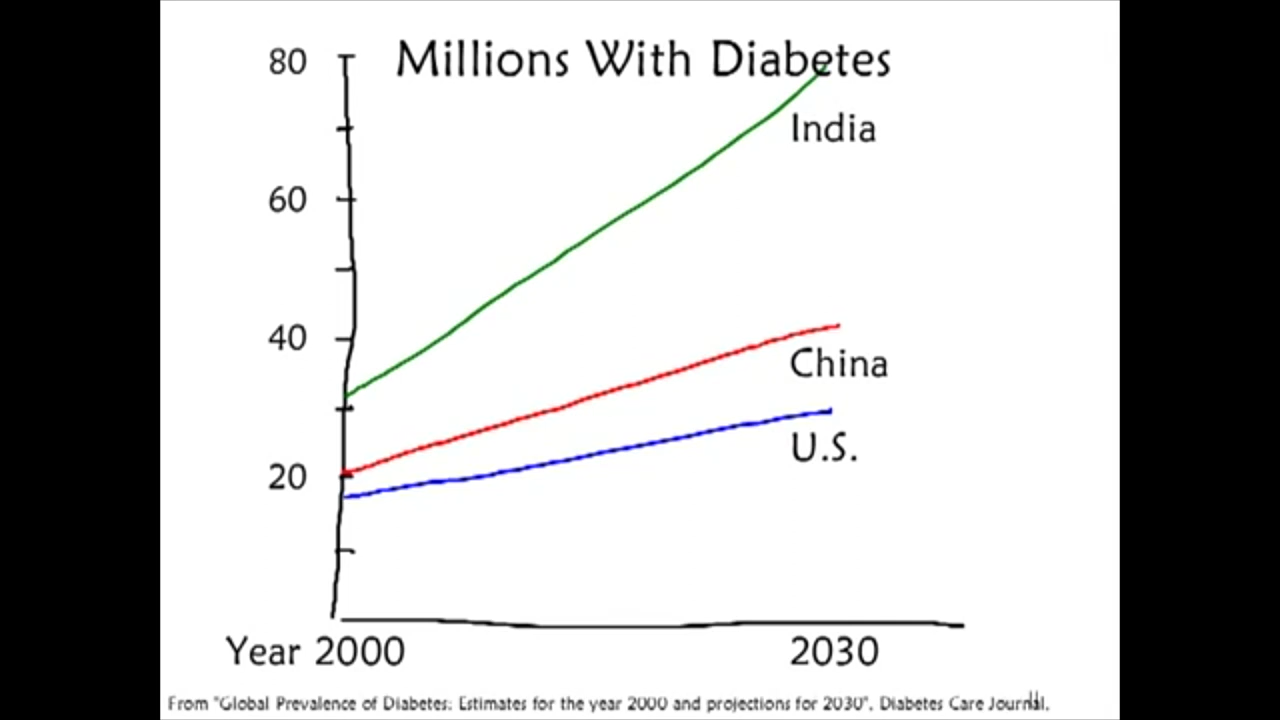 Millions With Diabetes
80
India
60
40
China
U.S.
20
Year 2000
2030
From "Global Prevalence of Diabetes: Estimates for the year 2000 and projections for 2030", Diabetes Care Journal.